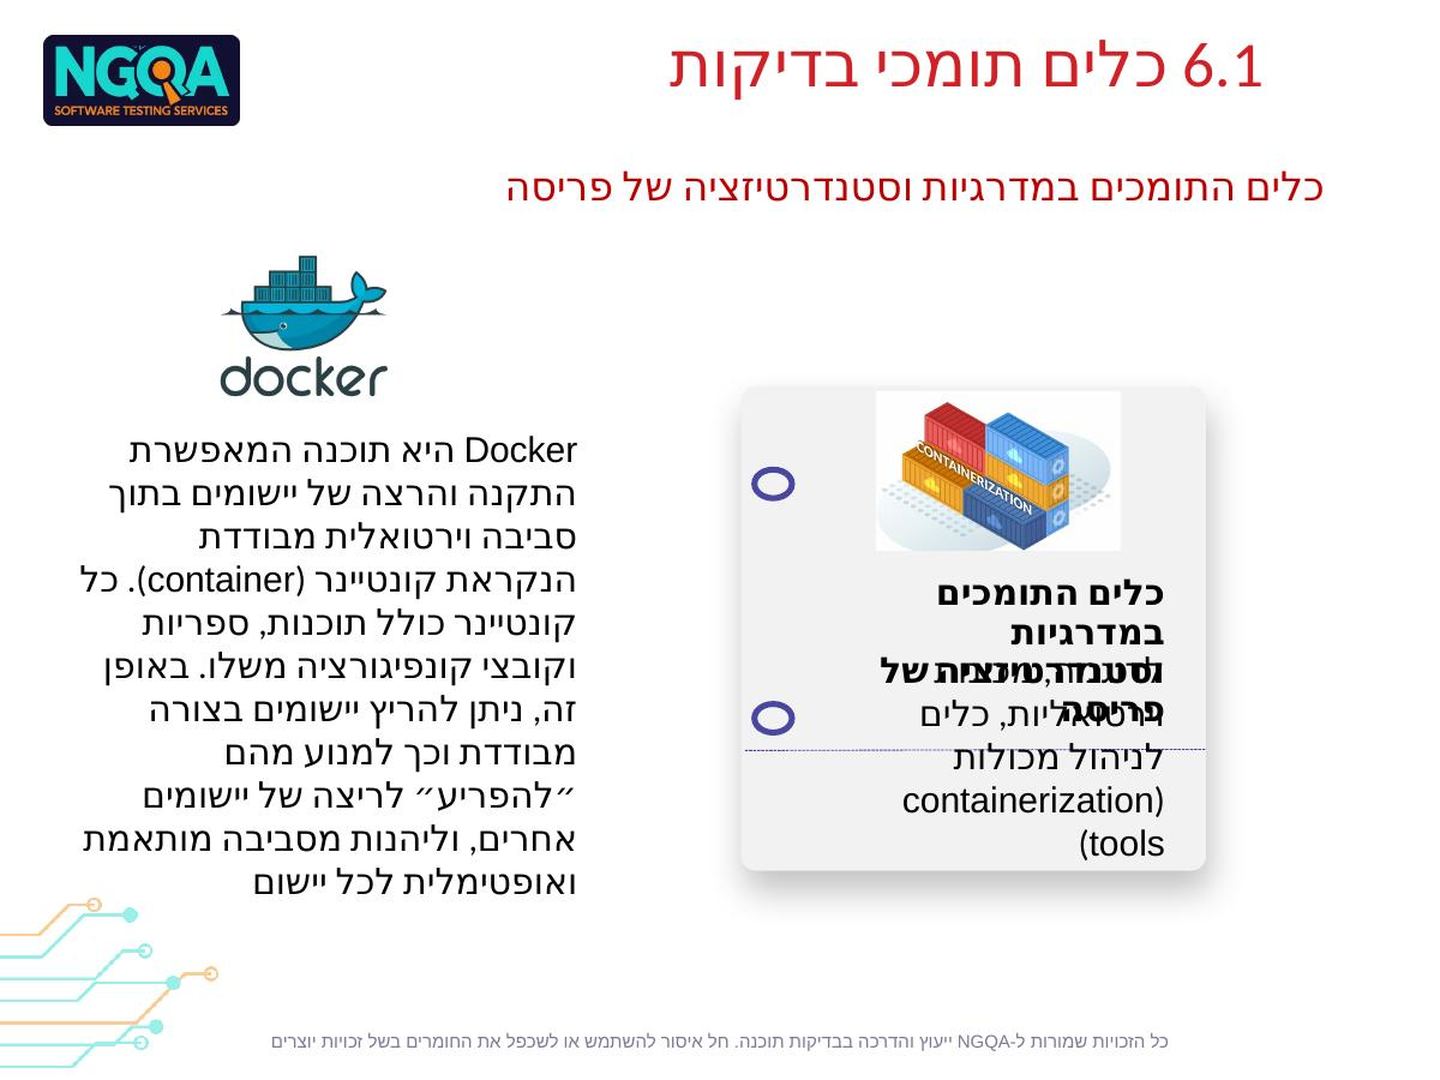 NGQA
SOFTWARE TESTING SERVICES
6.1 כלים תומכי בדיקות
כלים התומכים במדרגיות וסטנדרטיזציה של פריסה
CONTAINERIZATION
כלים התומכים
במדרגיות
וסטנדרטיזציה של
פריסה
וירטואליות, כלים
לניהול מכולות
(containerization
tools)
docker
Docker היא תוכנה המאפשרת
התקנה והרצה של יישומים בתוך
סביבה וירטואלית מבודדת
הנקראת קונטיינר (container). כל
קונטיינר כולל תוכנות, ספריות
וקובצי קונפיגורציה משלו. באופן
זה, ניתן להריץ יישומים בצורה
מבודדת וכך למנוע מהם
״להפריע״ לריצה של יישומים
אחרים, וליהנות מסביבה מותאמת
ואופטימלית לכל יישום
כל הזכויות שמורות ל-NGQA ייעוץ והדרכה בבדיקות תוכנה. חל איסור להשתמש או לשכפל את החומרים בשל זכויות יוצרים